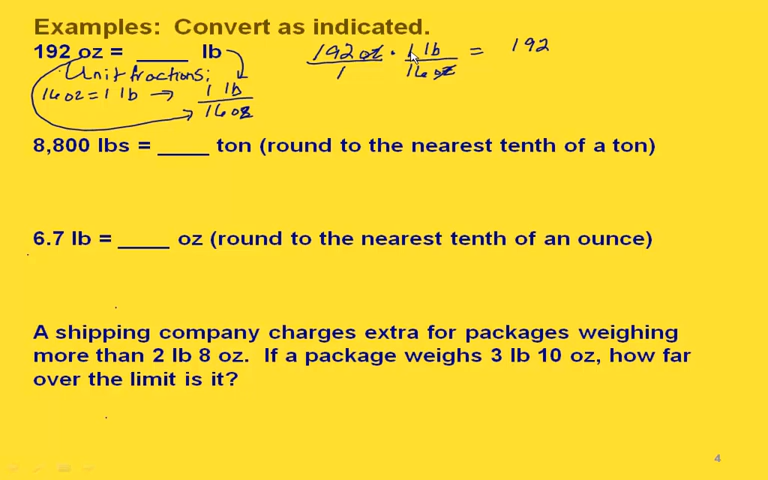 Examples: Convert as indicated.
192 oz = ____ lb
192 oz / 1 · 1 lb / 16 oz = 192
Unit fractions:
16 oz = 1 lb → 1 lb / 16 oz
8,800 lbs = ____ ton (round to the nearest tenth of a ton)
6.7 lb = ____ oz (round to the nearest tenth of an ounce)
A shipping company charges extra for packages weighing
more than 2 lb 8 oz.  If a package weighs 3 lb 10 oz, how far
over the limit is it?
4